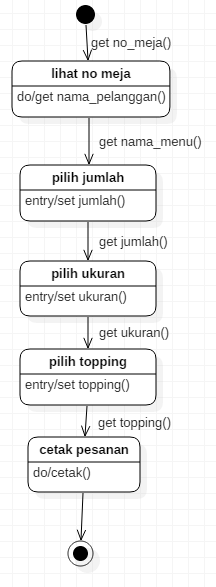 get no_meja()
lihat no meja
do/get nama_pelanggan()
get nama_menu()
pilih jumlah
entry/set jumlah()
get jumlah()
pilih ukuran
entry/set ukuran()
get ukuran()
pilih topping
entry/set topping()
get topping()
cetak pesanan
do/cetak()